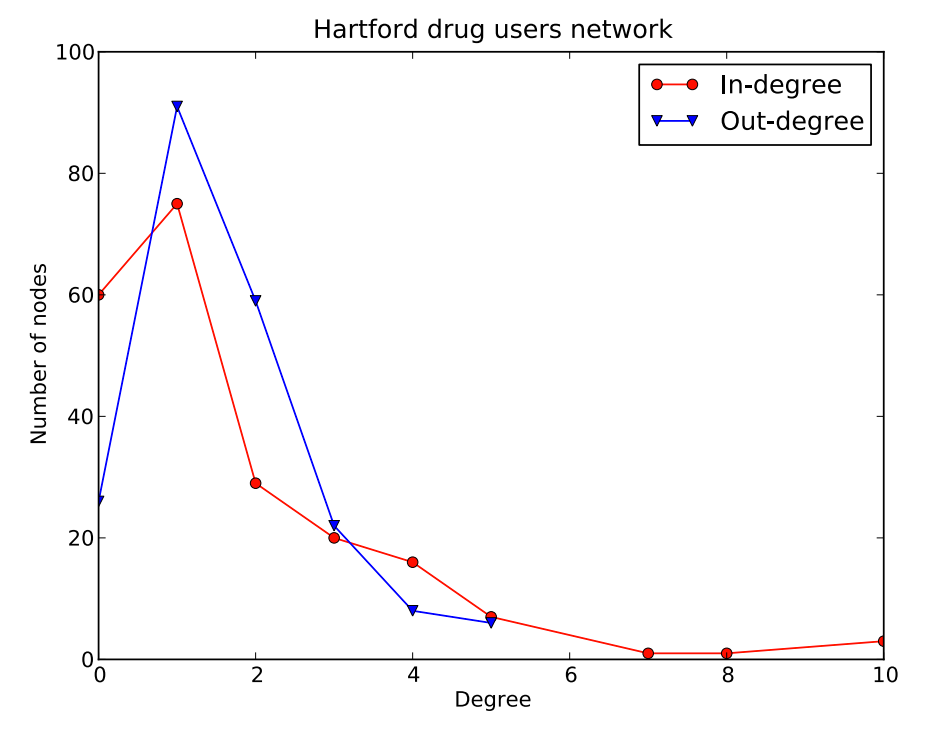 Hartford drug users network
In-degree
Out-degree
Number of nodes
100
80
60
40
20
0
0 2 4 6 8 10
Degree